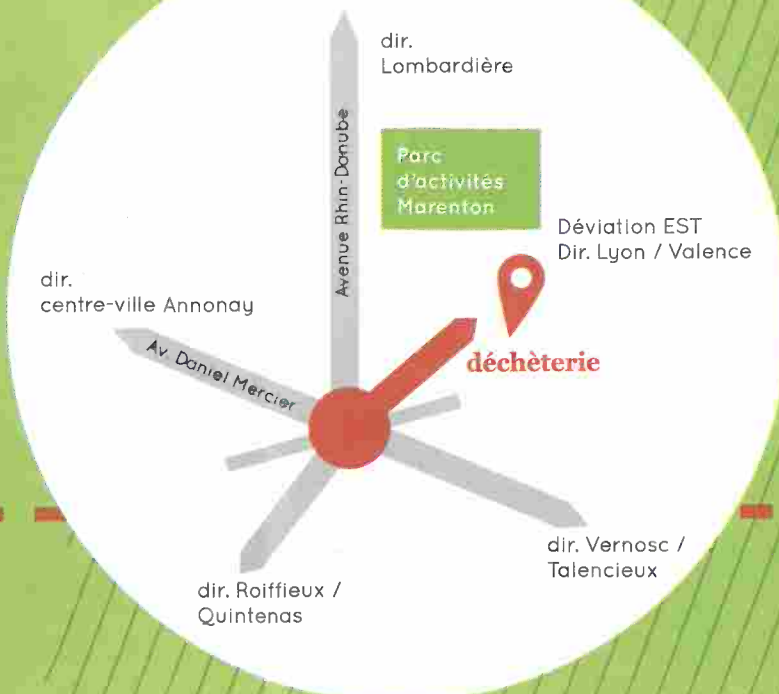 dir.
Lombardière
Avenue Rhin-Danube
Parc
d'activités
Marenton
Déviation EST
Dir. Lyon / Valence
dir.
centre-ville Annonay
Av. Daniel Mercier
déchèterie
dir. Vernosc /
Talencieux
dir. Roiffieux /
Quintenas